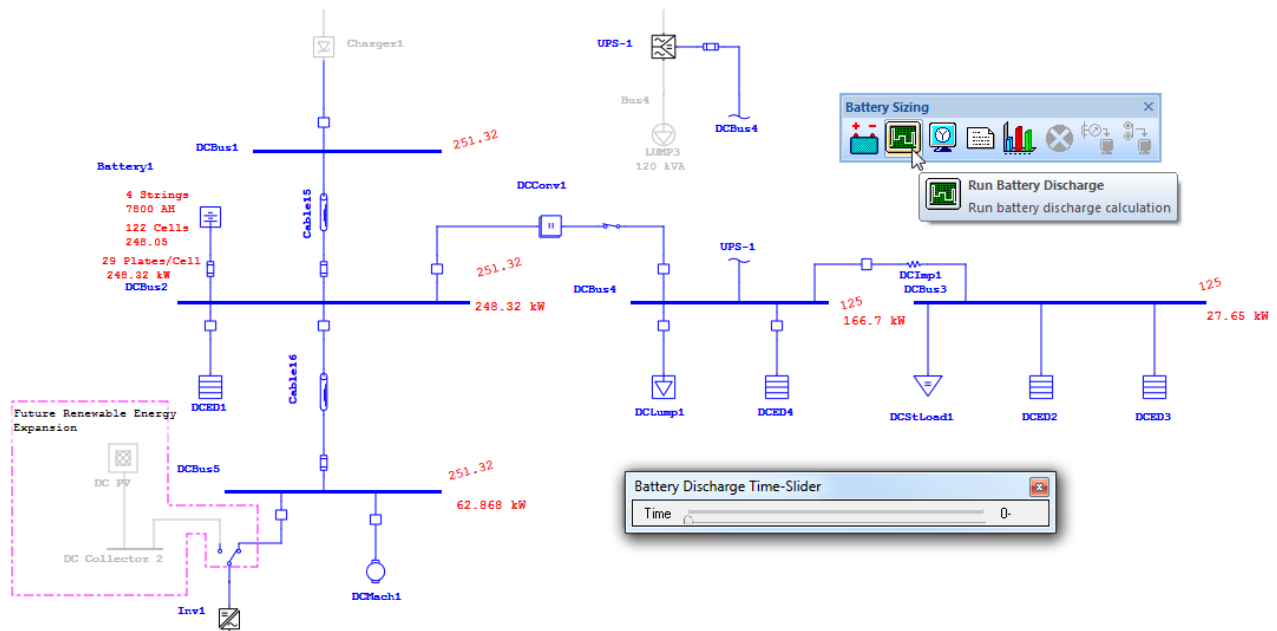 Charger1
UPS-1
Bus4
LUMP3
120 kVA
DCBus4
Battery Sizing
Run Battery Discharge
Run battery discharge calculation
DCBus1
251.32
Battery1
4 Strings
7800 AH
122 Cells
248.05
29 Plates/Cell
248.32 kW
DCBus2
Cable15
251.32
248.32 kW
DCConv1
DCBus4
UPS-1
125
166.7 kW
DCImp1
DCBus3
125
27.65 kW
DCED1
Cable16
DCLump1
DCED4
DCStLoad1
DCED2
DCED3
Future Renewable Energy
Expansion
DC PV
DC Collector 2
DCBus5
251.32
62.868 kW
Inv1
DCMach1
Battery Discharge Time-Slider
Time
0-